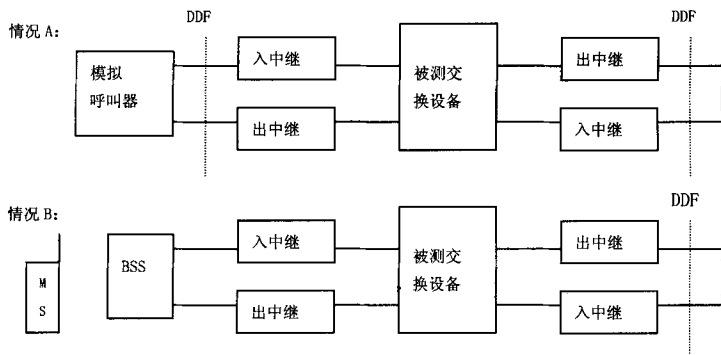 情况 A:
DDF
DDF
模拟
呼叫器
入中继
出中继
被测交
换设备
出中继
入中继
情况 B:
DDF
M
S
BSS
入中继
出中继
被测交
换设备
出中继
入中继